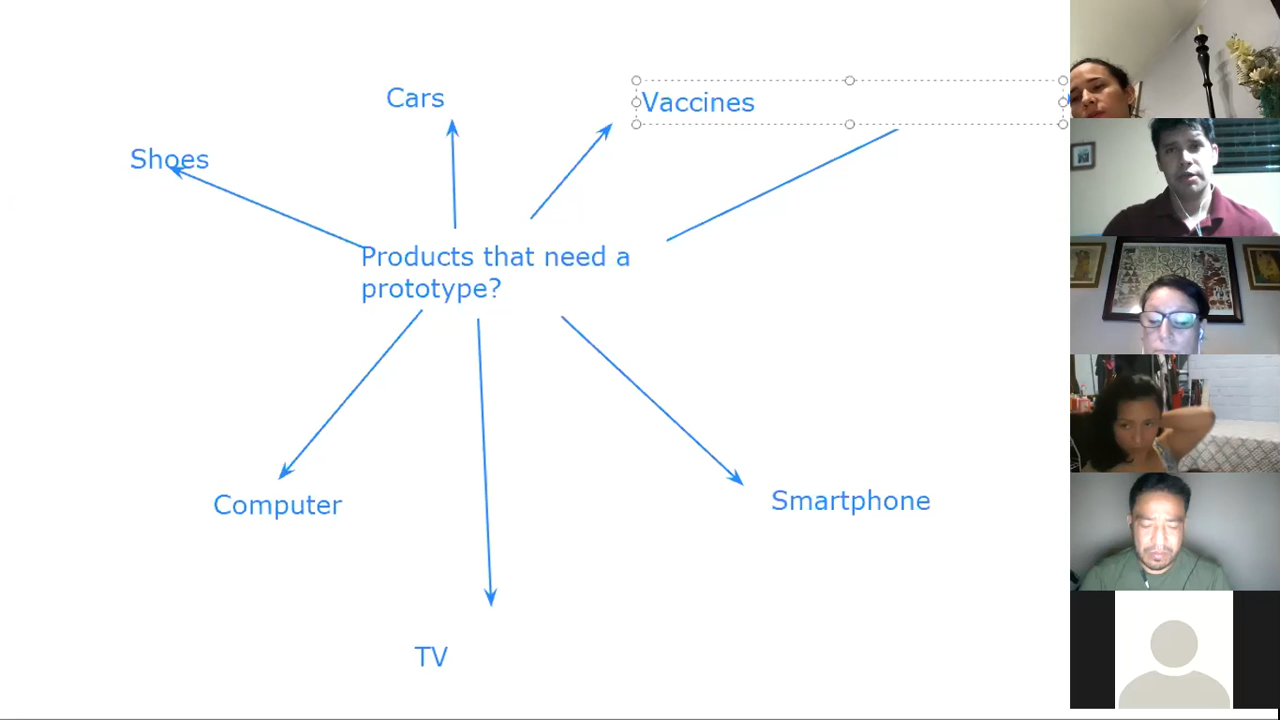 Cars
Vaccines
Shoes
Products that need a
prototype?
Computer
Smartphone
TV